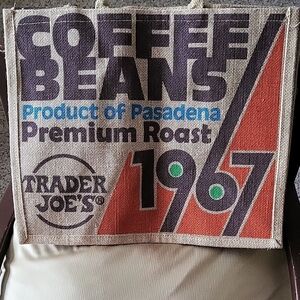 COFFEE
BEANS
Product of Pasadena
Premium Roast
1967
TRADER
JOE'S®